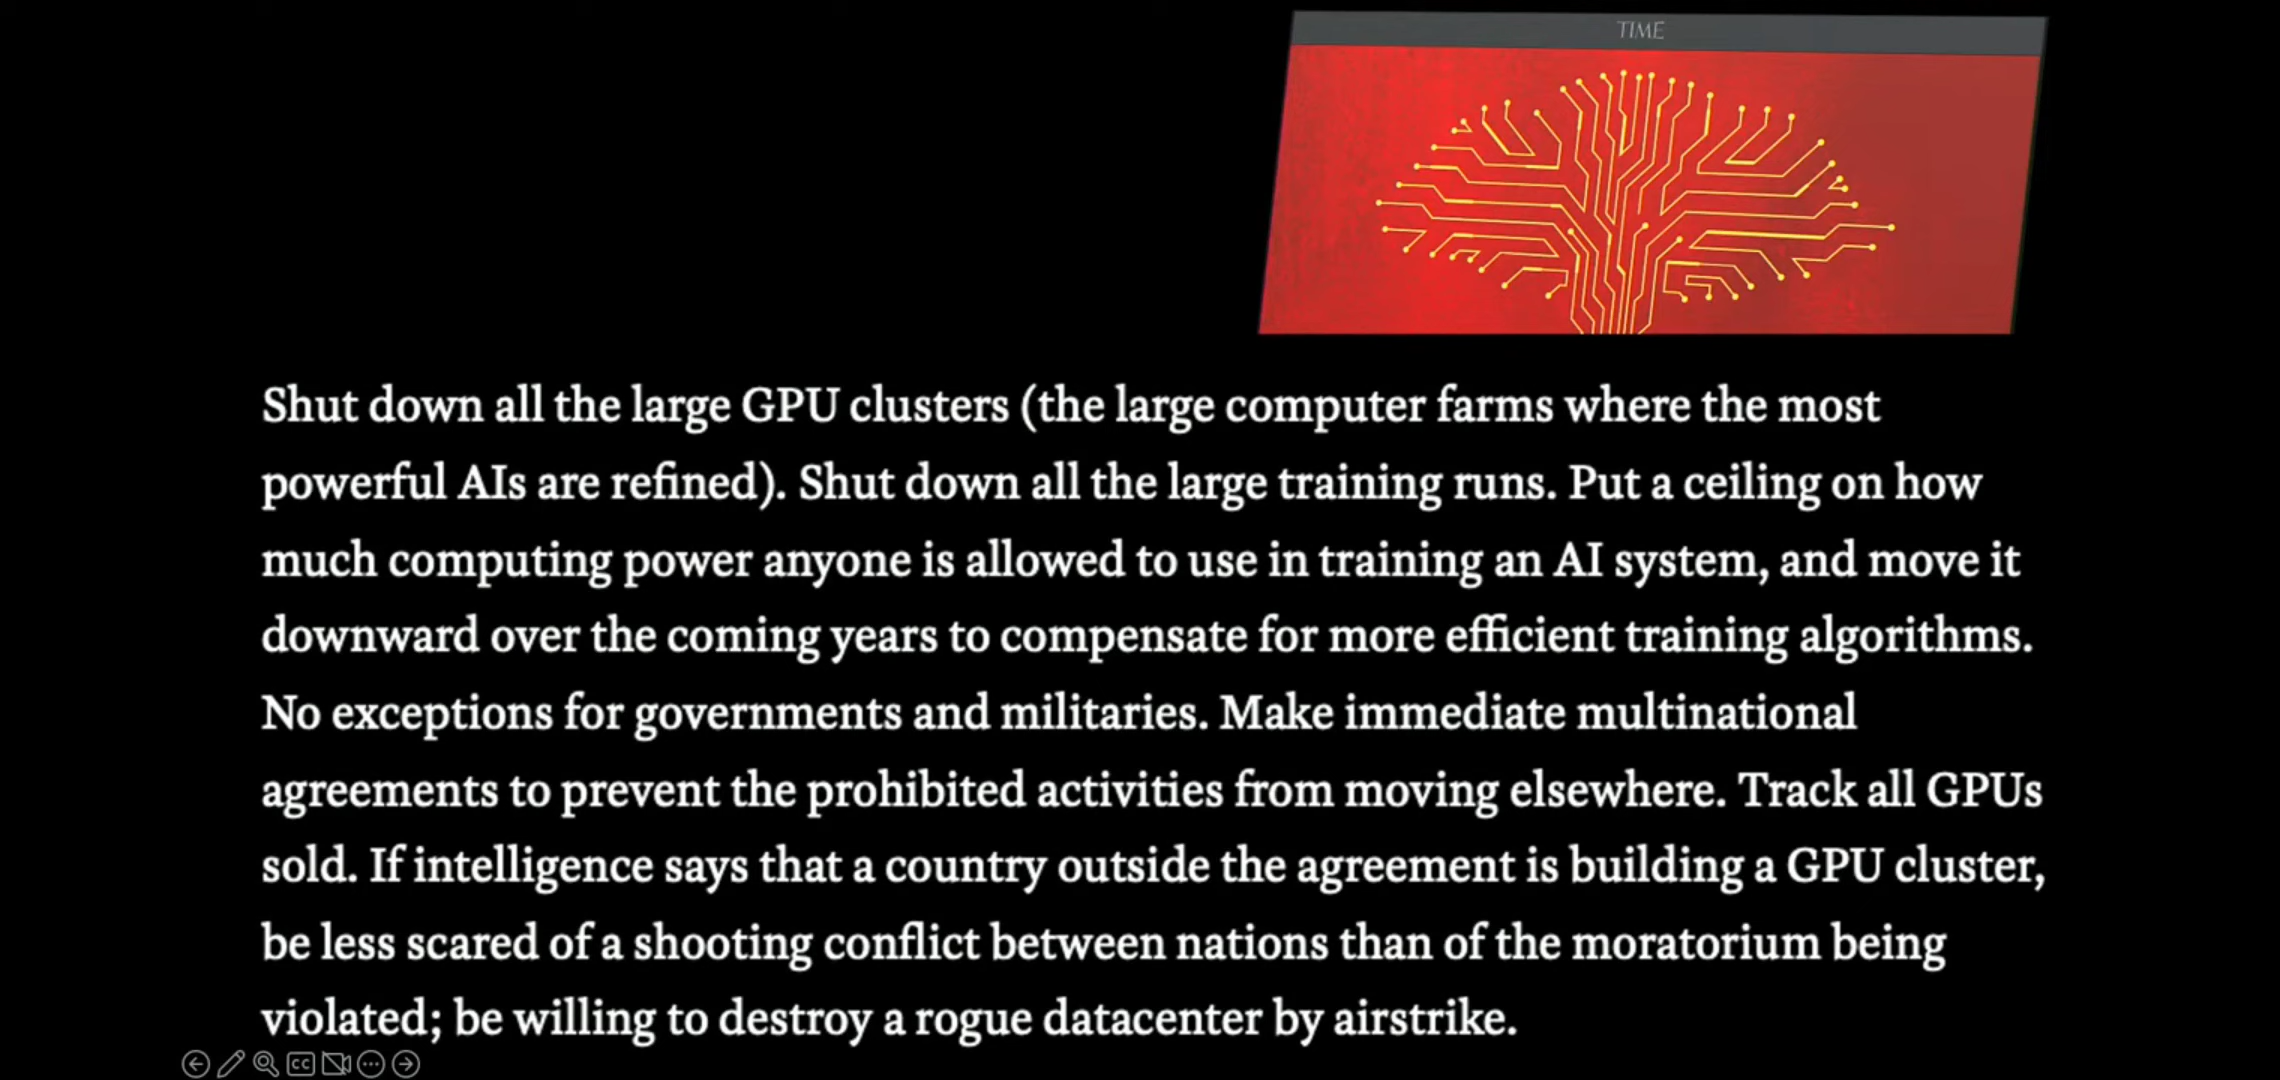 TIME
Shut down all the large GPU clusters (the large computer farms where the most
powerful AIs are refined). Shut down all the large training runs. Put a ceiling on how
much computing power anyone is allowed to use in training an AI system, and move it
downward over the coming years to compensate for more efficient training algorithms.
No exceptions for governments and militaries. Make immediate multinational
agreements to prevent the prohibited activities from moving elsewhere. Track all GPUs
sold. If intelligence says that a country outside the agreement is building a GPU cluster,
be less scared of a shooting conflict between nations than of the moratorium being
violated; be willing to destroy a rogue datacenter by airstrike.
CC